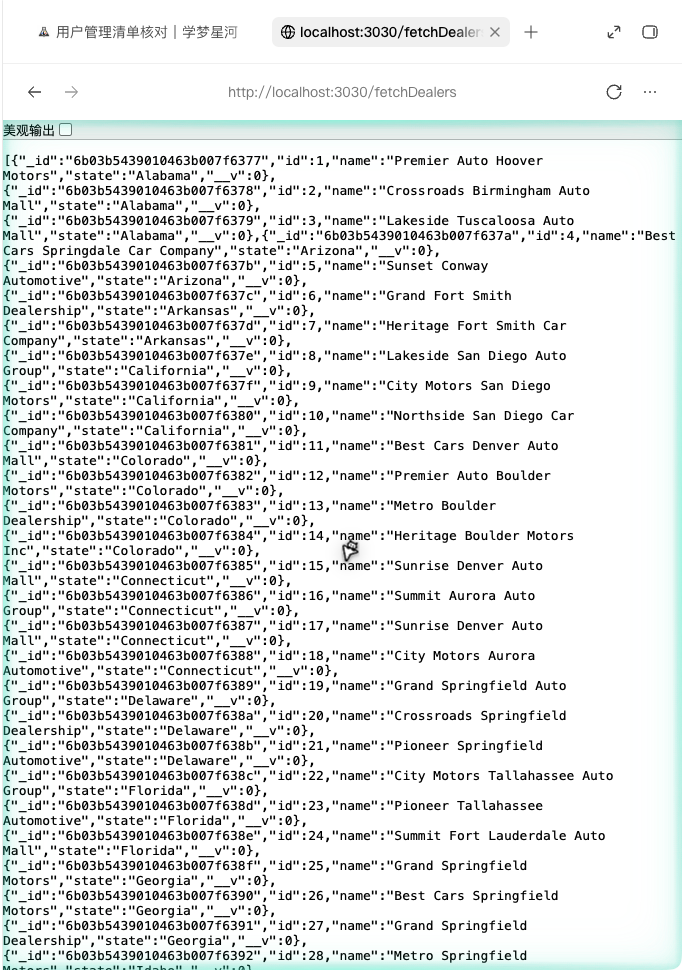 用户管理清单核对 | 学梦星河
localhost:3030/fetchDealer
http://localhost:3030/fetchDealers
美观输出
[{"_id":"6b03b5439010463b007f6377","id":1,"name":"Premier Auto Hoover
Motors","state":"Alabama","__v":0},
{"_id":"6b03b5439010463b007f6378","id":2,"name":"Crossroads Birmingham Auto
Mall","state":"Alabama","__v":0},
{"_id":"6b03b5439010463b007f6379","id":3,"name":"Lakeside Tuscaloosa Auto
Mall","state":"Alabama","__v":0},{"_id":"6b03b5439010463b007f637a","id":4,"name":"Best
Cars Springdale Car Company","state":"Arizona","__v":0},
{"_id":"6b03b5439010463b007f637b","id":5,"name":"Sunset Conway
Automotive","state":"Arizona","__v":0},
{"_id":"6b03b5439010463b007f637c","id":6,"name":"Grand Fort Smith
Dealership","state":"Arkansas","__v":0},
{"_id":"6b03b5439010463b007f637d","id":7,"name":"Heritage Fort Smith Car
Company","state":"Arkansas","__v":0},
{"_id":"6b03b5439010463b007f637e","id":8,"name":"Lakeside San Diego Auto
Group","state":"California","__v":0},
{"_id":"6b03b5439010463b007f637f","id":9,"name":"City Motors San Diego
Motors","state":"California","__v":0},
{"_id":"6b03b5439010463b007f6380","id":10,"name":"Northside San Diego Car
Company","state":"California","__v":0},
{"_id":"6b03b5439010463b007f6381","id":11,"name":"Best Cars Denver Auto
Mall","state":"Colorado","__v":0},
{"_id":"6b03b5439010463b007f6382","id":12,"name":"Premier Auto Boulder
Motors","state":"Colorado","__v":0},
{"_id":"6b03b5439010463b007f6383","id":13,"name":"Metro Boulder
Dealership","state":"Colorado","__v":0},
{"_id":"6b03b5439010463b007f6384","id":14,"name":"Heritage Boulder Motors
Inc","state":"Colorado","__v":0},
{"_id":"6b03b5439010463b007f6385","id":15,"name":"Sunrise Denver Auto
Mall","state":"Connecticut","__v":0},
{"_id":"6b03b5439010463b007f6386","id":16,"name":"Summit Aurora Auto
Group","state":"Connecticut","__v":0},
{"_id":"6b03b5439010463b007f6387","id":17,"name":"Sunrise Denver Auto
Mall","state":"Connecticut","__v":0},
{"_id":"6b03b5439010463b007f6388","id":18,"name":"City Motors Aurora
Automotive","state":"Connecticut","__v":0},
{"_id":"6b03b5439010463b007f6389","id":19,"name":"Grand Springfield Auto
Group","state":"Delaware","__v":0},
{"_id":"6b03b5439010463b007f638a","id":20,"name":"Crossroads Springfield
Dealership","state":"Delaware","__v":0},
{"_id":"6b03b5439010463b007f638b","id":21,"name":"Pioneer Springfield
Automotive","state":"Delaware","__v":0},
{"_id":"6b03b5439010463b007f638c","id":22,"name":"City Motors Tallahassee Auto
Group","state":"Florida","__v":0},
{"_id":"6b03b5439010463b007f638d","id":23,"name":"Pioneer Tallahassee
Automotive","state":"Florida","__v":0},
{"_id":"6b03b5439010463b007f638e","id":24,"name":"Summit Fort Lauderdale Auto
Mall","state":"Florida","__v":0},
{"_id":"6b03b5439010463b007f638f","id":25,"name":"Grand Springfield
Motors","state":"Georgia","__v":0},
{"_id":"6b03b5439010463b007f6390","id":26,"name":"Best Cars Springfield
Motors","state":"Georgia","__v":0},
{"_id":"6b03b5439010463b007f6391","id":27,"name":"Grand Springfield
Dealership","state":"Georgia","__v":0},
{"_id":"6b03b5439010463b007f6392","id":28,"name":"Metro Springfield
Motors","state":"Idaho","__v":0},